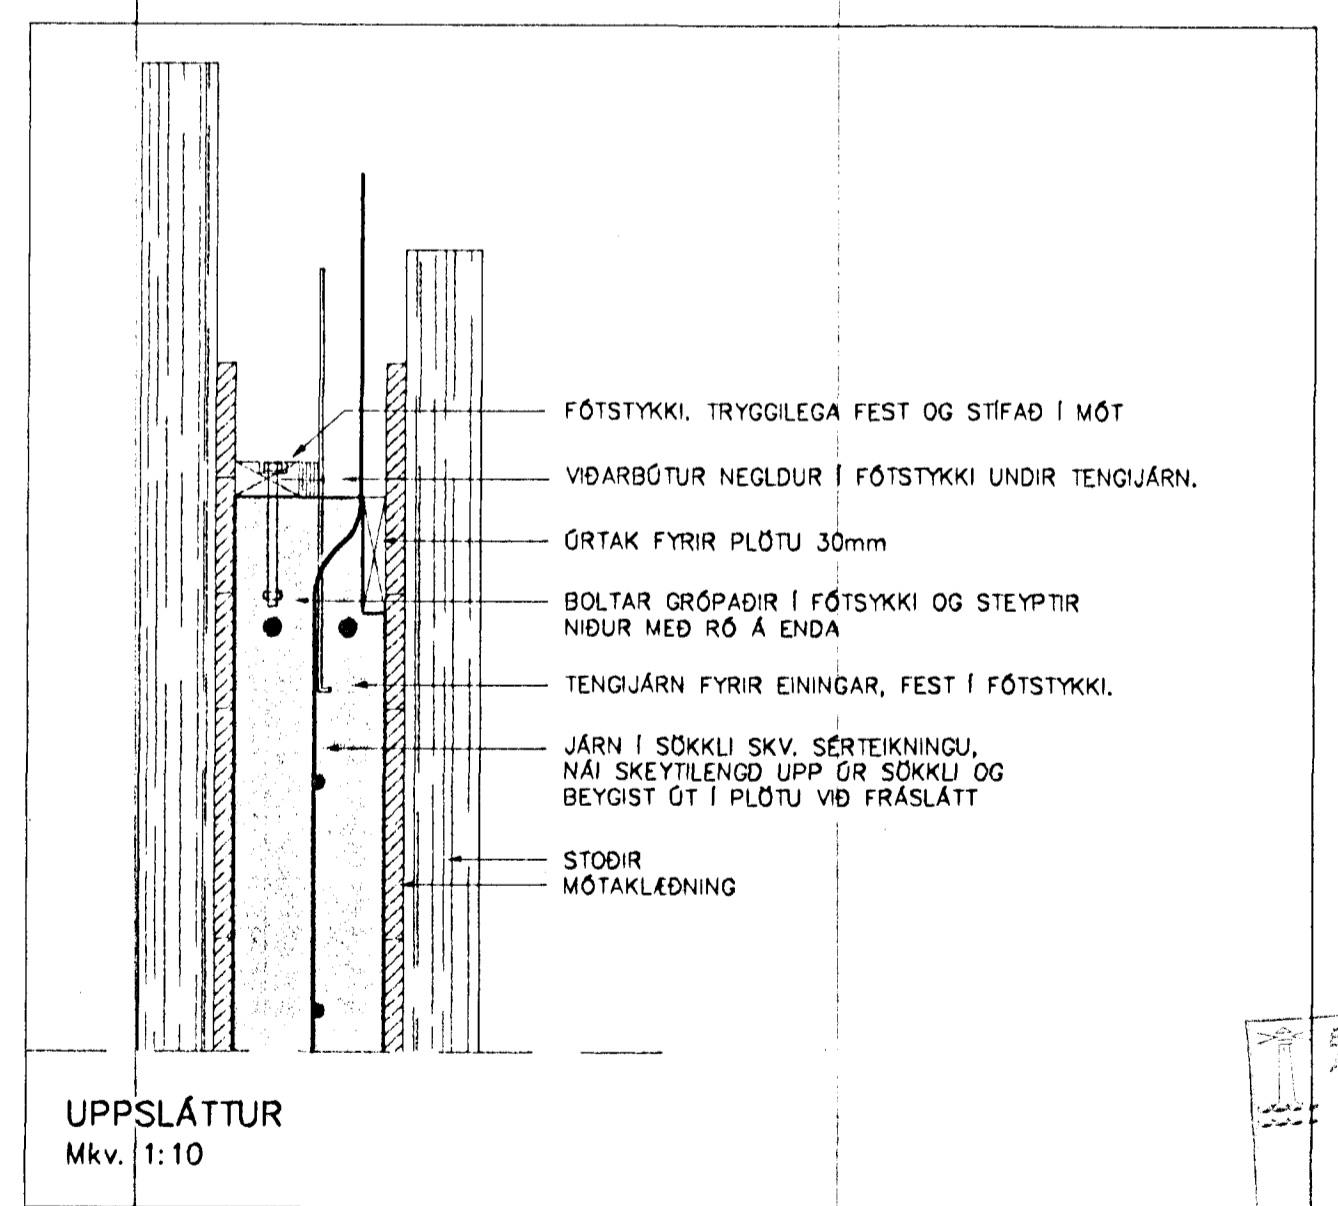 FÓTSTYKKI. TRYGGILEGA FEST OG STÍFAÐ Í MÓT
VIÐARBÚTUR NEGLDUR Í FÓTSTYKKI UNDIR TENGIJÁRN.
ÚRTAK FYRIR PLÖTU 30mm
BOLTAR GRÓPAÐIR Í FÓTSYKKI OG STEYPTIR
NIÐUR MEÐ RÓ Á ENDA
TENGIJÁRN FYRIR EININGAR, FEST Í FÓTSTYKKI.
JÁRN Í SÖKKLI SKV. SÉRTEIKNINGU,
NÁI SKEYTILENGD UPP ÚR SÖKKLI OG
BEYGIST ÚT Í PLÖTU VIÐ FRÁSLÁTT
STOÐIR
MÓTAKLÆÐNING
UPPSLÁTTUR
Mkv. 1:10